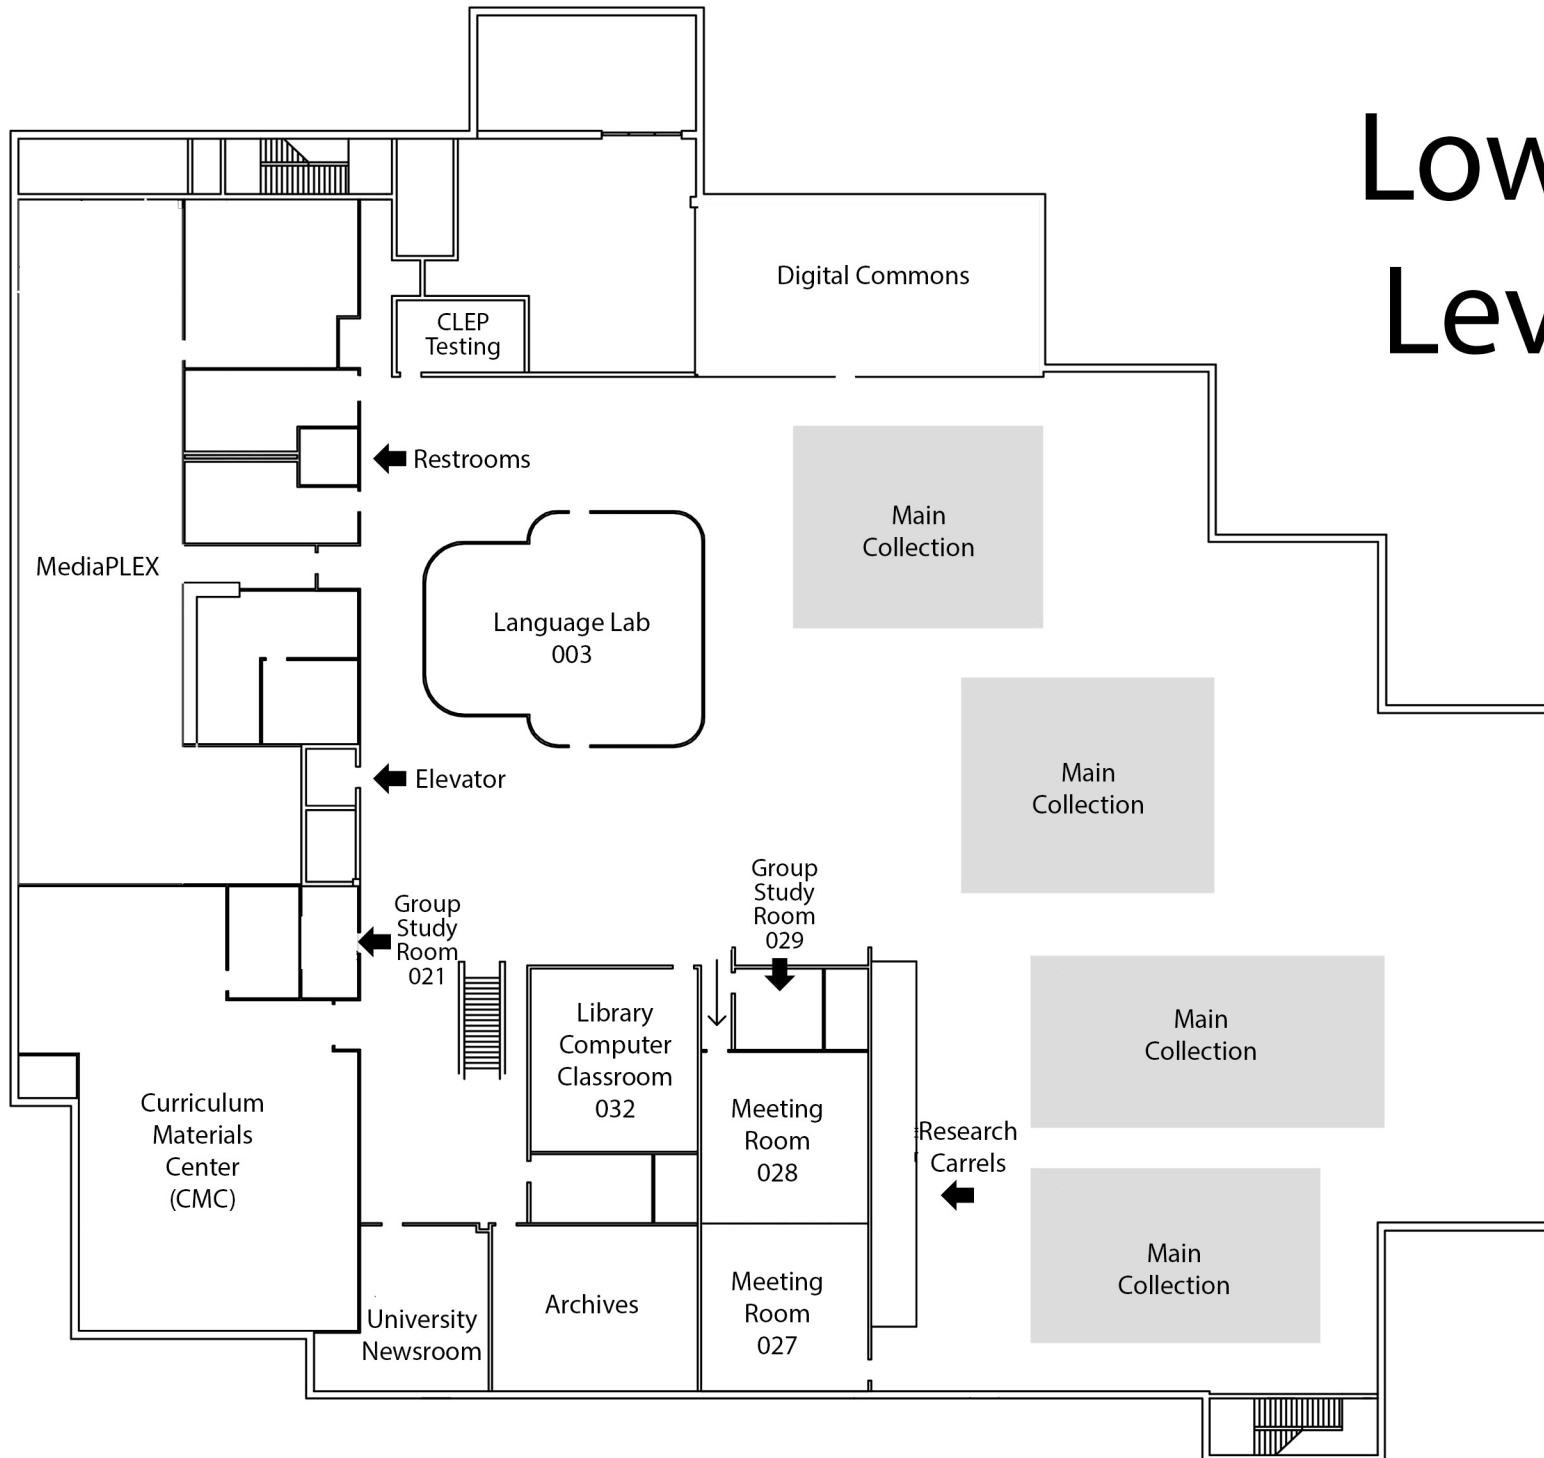 Low
Lev
Digital Commons
CLEP
Testing
Restrooms
Main
Collection
MediaPLEX
Language Lab
003
Elevator
Main
Collection
Group
Study
Room
029
Group
Study
Room
021
Library
Computer
Classroom
032
Main
Collection
Curriculum
Materials
Center
(CMC)
Meeting
Room
028
Research
Carrels
Main
Collection
Archives
Meeting
Room
027
University
Newsroom